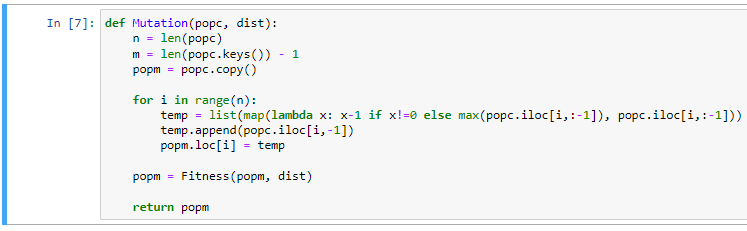 In [7]: def Mutation(popc, dist):
    n = len(popc)
    m = len(popc.keys()) - 1
    popm = popc.copy()
    for i in range(n):
        temp = list(map(lambda x: x-1 if x!=0 else max(popc.iloc[i,:-1]), popc.iloc[i,:-1]))
        temp.append(popc.iloc[i,-1])
        popm.loc[i] = temp
    popm = Fitness(popm, dist)
    return popm